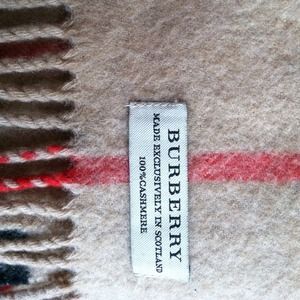 BURBERRY
MADE EXCLUSIVELY IN SCOTLAND
100%CASHMERE